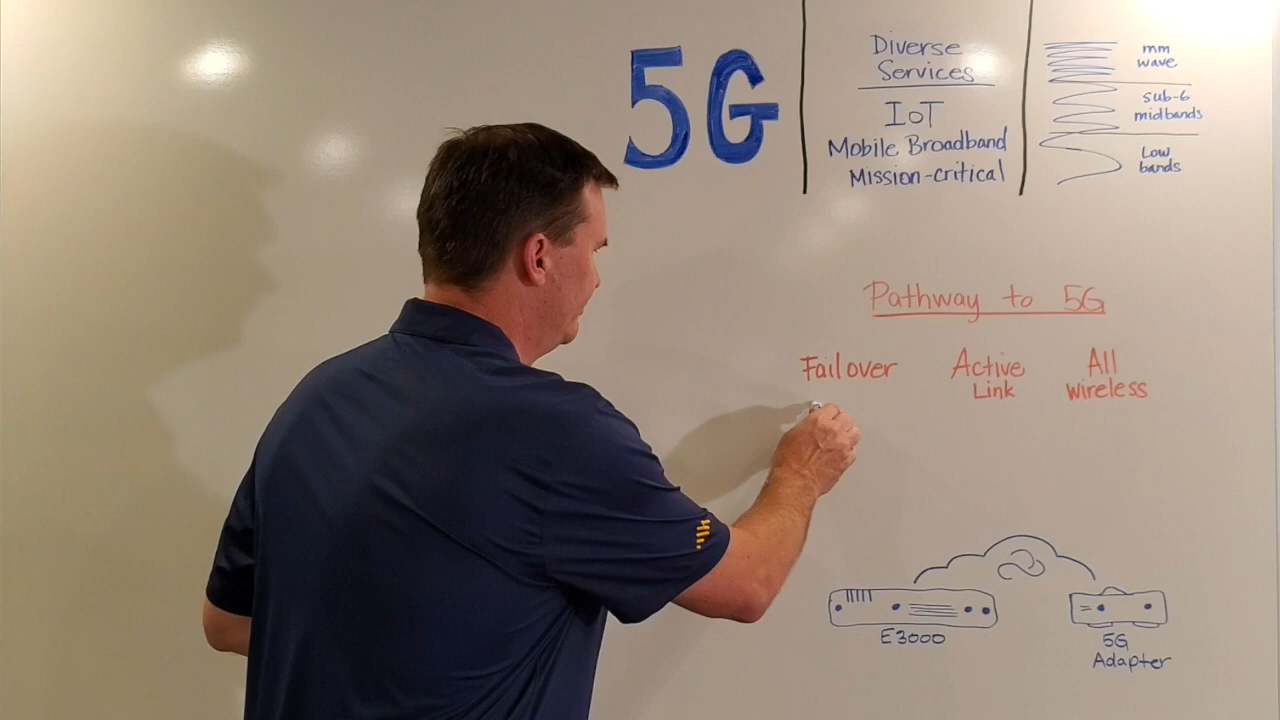 5G
Diverse
Services
IoT
Mobile Broadband
Mission-critical
mm
wave
sub-6
midbands
Low
bands
Pathway to 5G
Failover
Active
Link
All
wireless
E3000
5G
Adapter